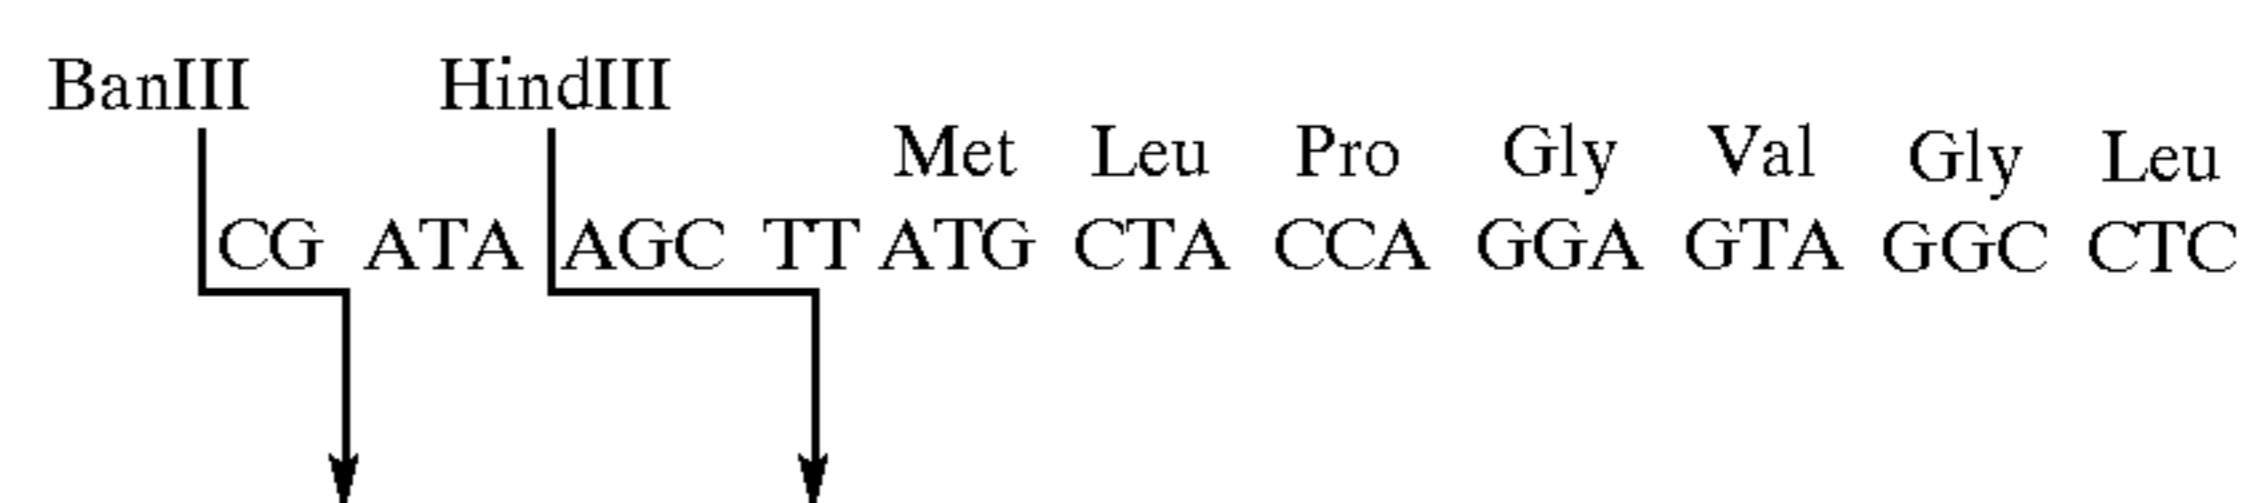 BanIII HindIII
Met Leu Pro Gly Val Gly Leu
CG ATA AGC TT ATG CTA CCA GGA GTA GGC CTC